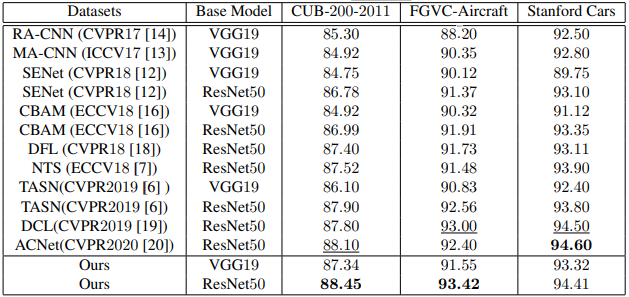 Datasets Base Model CUB-200-2011 FGVC-Aircraft Stanford Cars
RA-CNN (CVPR17 [14]) VGG19 85.30 88.20 92.50
MA-CNN (ICCV17 [13]) VGG19 84.92 90.35 92.80
SENet (CVPR18 [12]) VGG19 84.75 90.12 89.75
SENet (CVPR18 [12]) ResNet50 86.78 91.37 93.10
CBAM (ECCV18 [16]) VGG19 84.92 90.32 91.12
CBAM (ECCV18 [16]) ResNet50 86.99 91.91 93.35
DFL (CVPR18 [18]) ResNet50 87.40 91.73 93.11
NTS (ECCV18 [7]) ResNet50 87.52 91.48 93.90
TASN(CVPR2019 [6] ) VGG19 86.10 90.83 92.40
TASN(CVPR2019 [6]) ResNet50 87.90 92.56 93.80
DCL(CVPR2019 [19]) ResNet50 87.80 93.00 94.50
ACNet(CVPR2020 [20]) ResNet50 88.10 92.40 94.60
Ours VGG19 87.34 91.55 93.32
Ours ResNet50 88.45 93.42 94.41